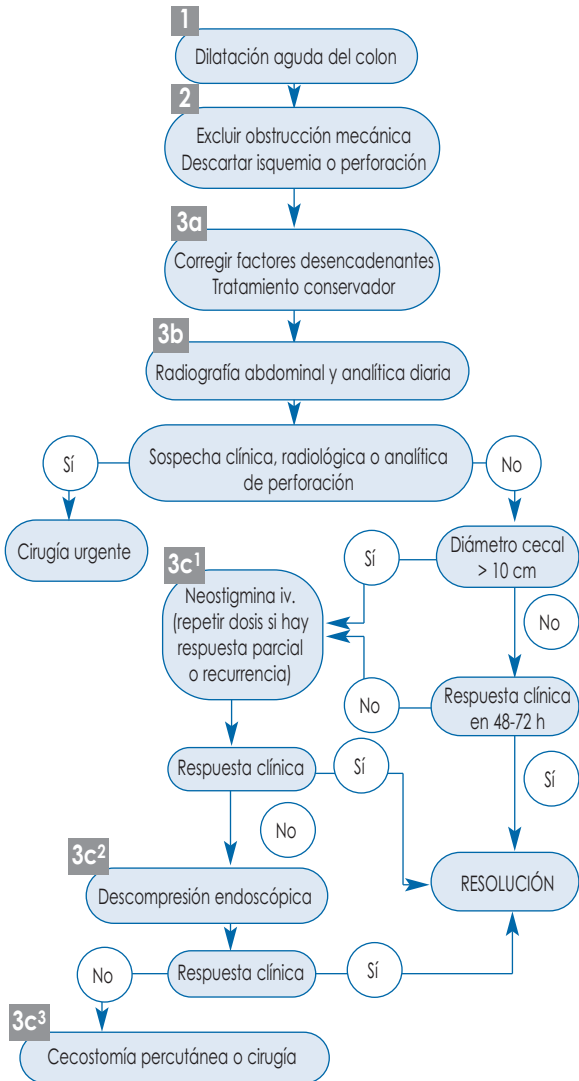 1
Dilatación aguda del colon
2
Excluir obstrucción mecánica
Descartar isquemia o perforación
3a
Corregir factores desencadenantes
Tratamiento conservador
3b
Radiografía abdominal y analítica diaria
Sospecha clínica, radiológica o analítica
de perforación
Sí
No
Cirugía urgente
Diámetro cecal
> 10 cm
Sí
No
3c1
Neostigmina iv.
(repetir dosis si hay
respuesta parcial
o recurrencia)
Respuesta clínica
en 48-72 h
No
Sí
Respuesta clínica
Sí
No
RESOLUCIÓN
3c2
Descompresión endoscópica
Respuesta clínica
No
Sí
3c3
Cecostomía percutánea o cirugía